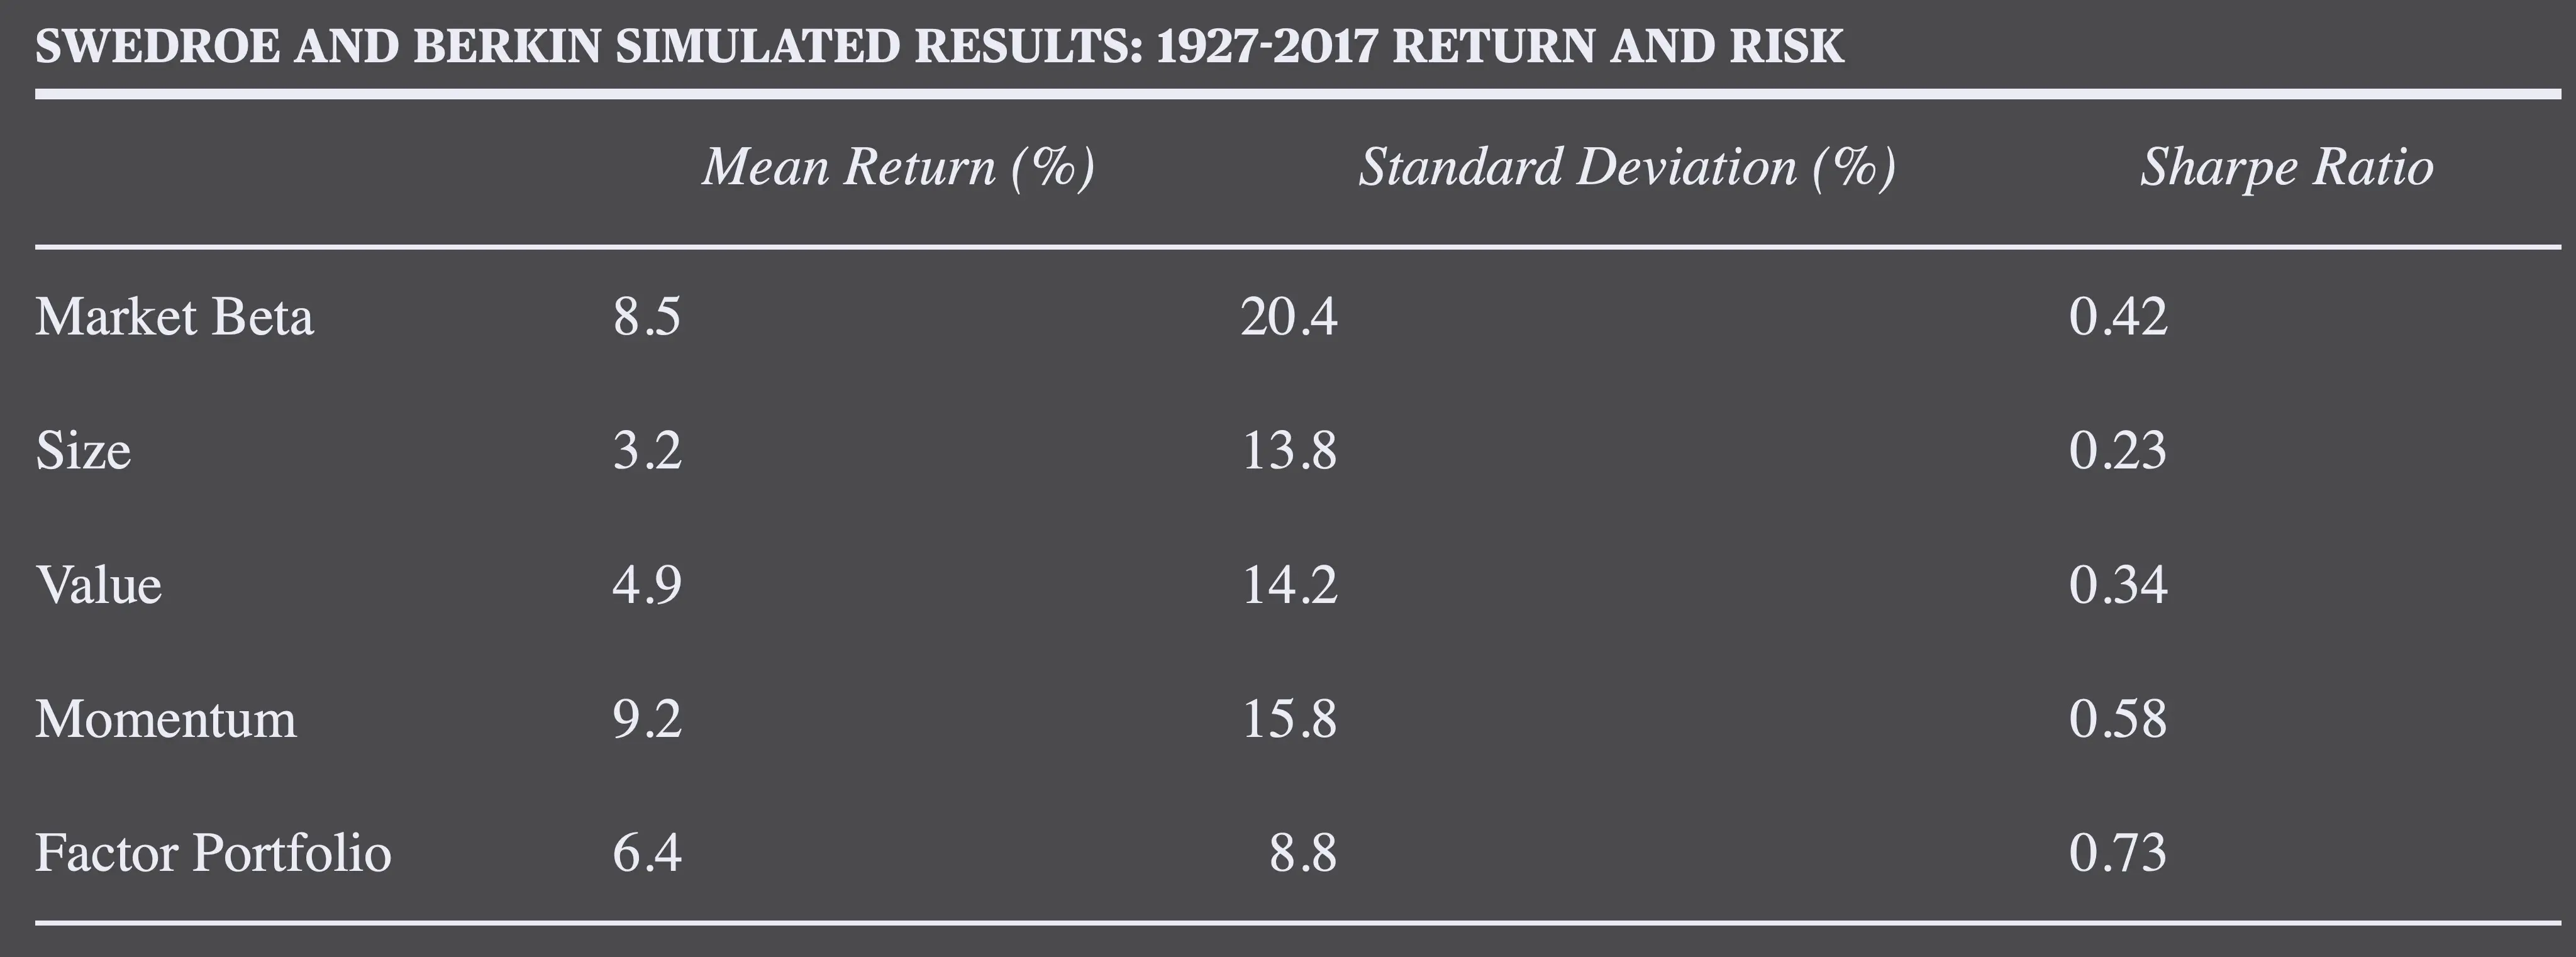 SWEDROE AND BERKIN SIMULATED RESULTS: 1927-2017 RETURN AND RISK
Mean Return (%) Standard Deviation (%) Sharpe Ratio
Market Beta 8.5 20.4 0.42
Size 3.2 13.8 0.23
Value 4.9 14.2 0.34
Momentum 9.2 15.8 0.58
Factor Portfolio 6.4 8.8 0.73